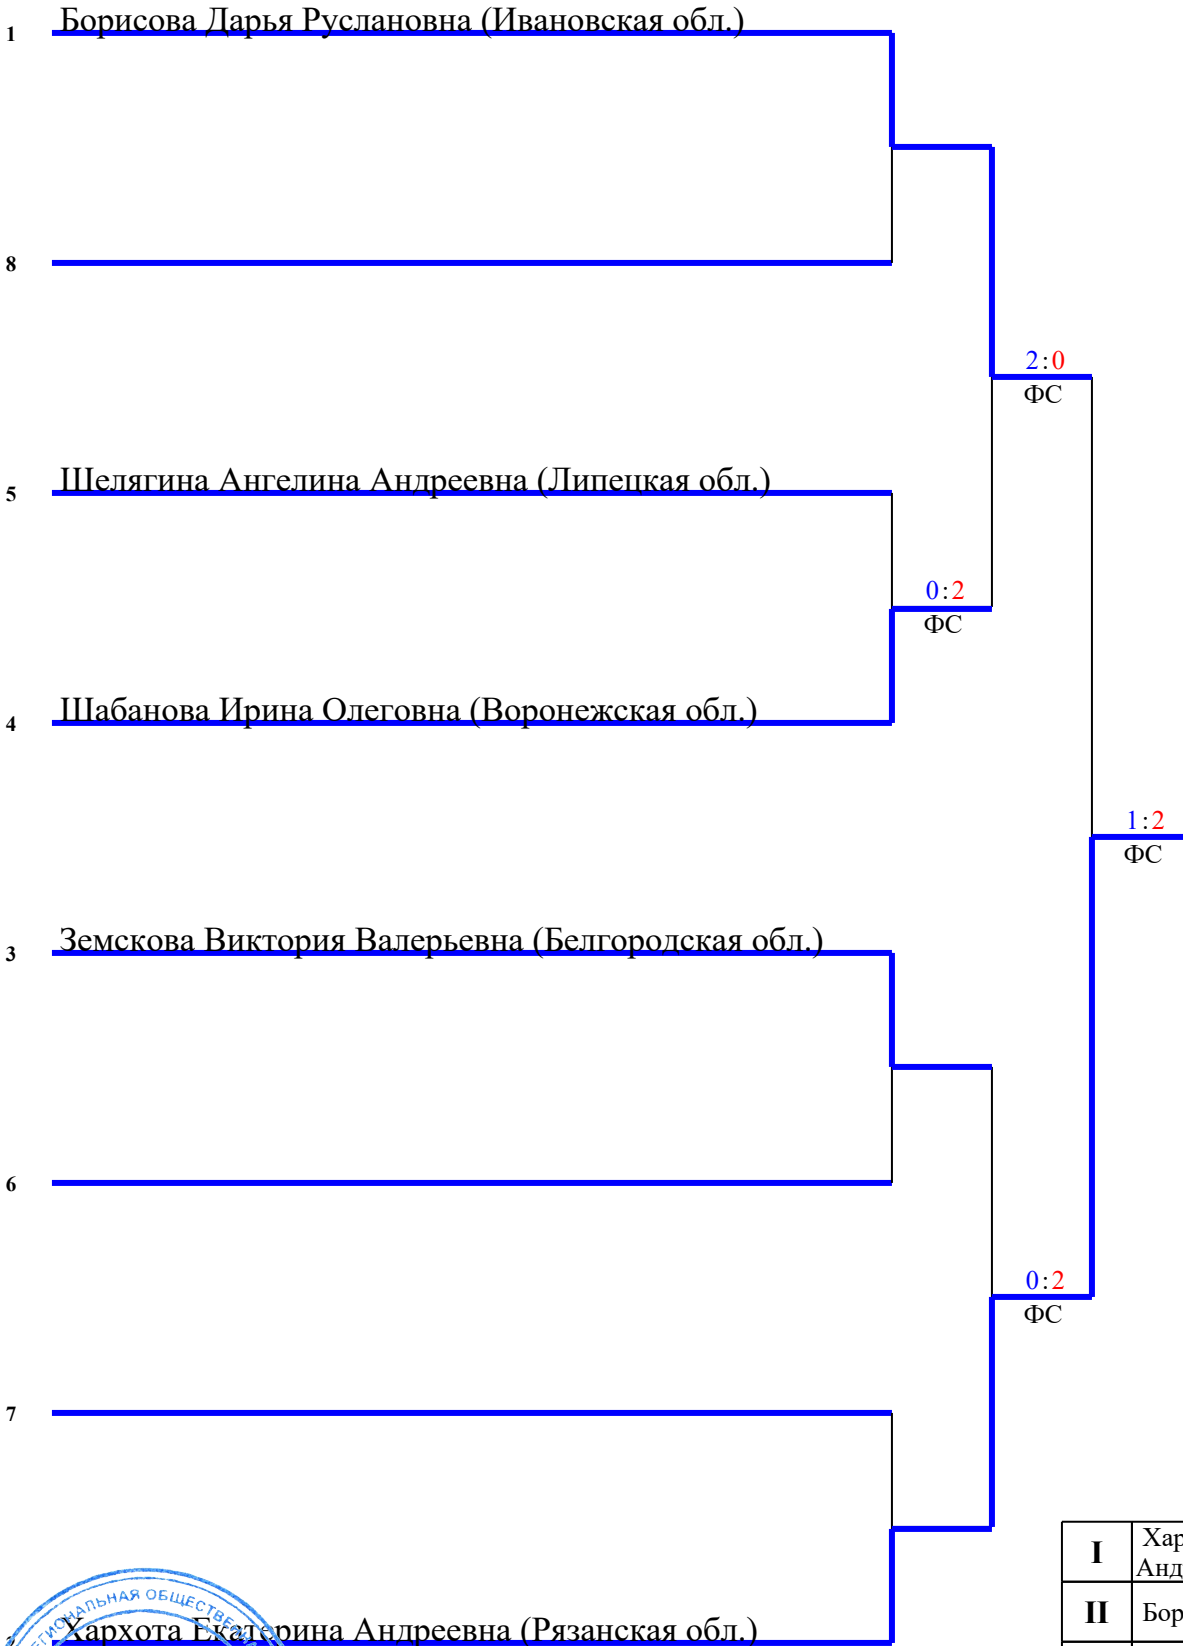 1 Борисова Дарья Руслановна (Ивановская обл.)
8
2:0
ФС
5 Шелягина Ангелина Андреевна (Липецкая обл.)
0:2
ФС
4 Шабанова Ирина Олеговна (Воронежская обл.)
1:2
ФС
3 Земскова Виктория Валерьевна (Белгородская обл.)
6
0:2
ФС
7
I Хар
Анд
II Бор
Хархота Екатерина Андреевна (Рязанская обл.)